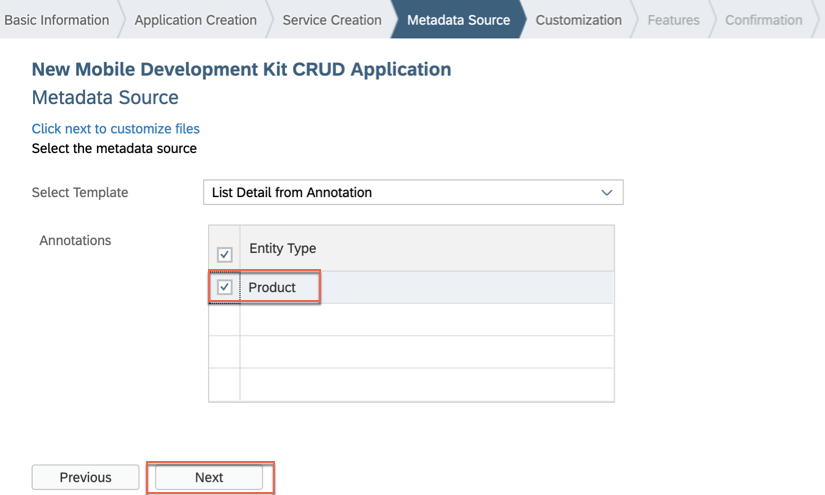 Basic Information
Application Creation
Service Creation
Metadata Source
Customization
Features
Confirmation
New Mobile Development Kit CRUD Application
Metadata Source
Click next to customize files
Select the metadata source
Select Template
List Detail from Annotation
Annotations
Entity Type
Product
Previous
Next